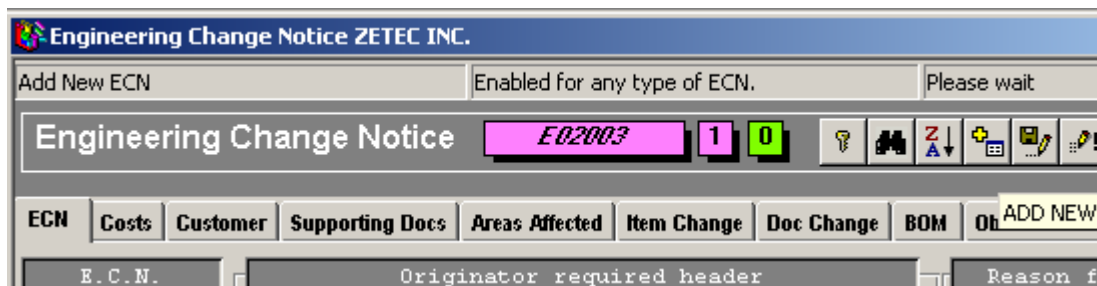 Engineering Change Notice ZETEC INC.
Add New ECN Enabled for any type of ECN. Please wait
Engineering Change Notice E02003 1 0
ECN Costs Customer Supporting Docs Areas Affected Item Change Doc Change BOM Ob
ADD NEW
E.C.N. Originator required header Reason f